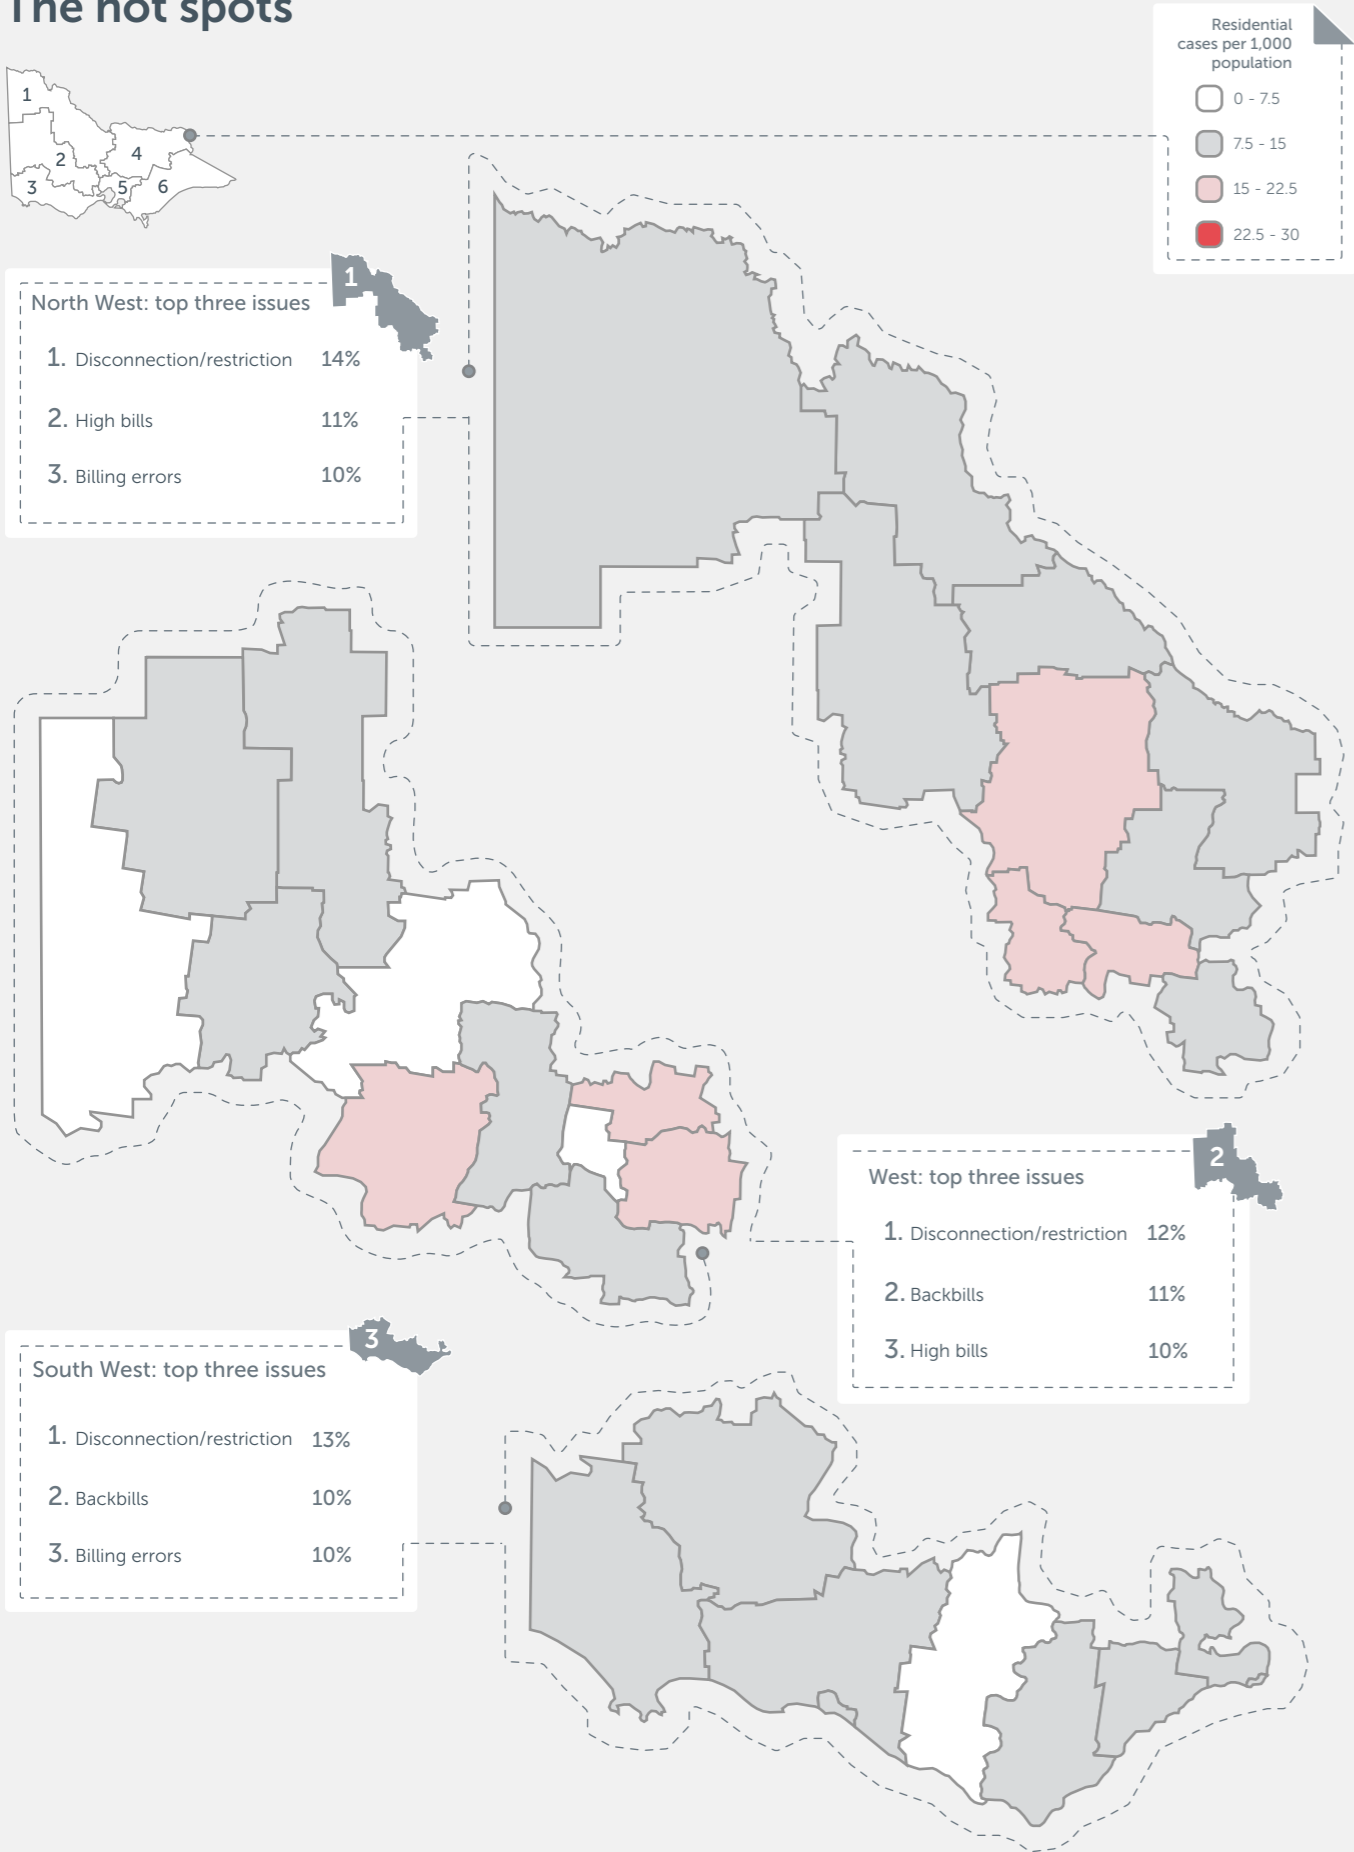 The hot spots
Residential
cases per 1,000
population
0 - 7.5
7.5 - 15
15 - 22.5
22.5 - 30
1
2
3
4
5
6
1
North West: top three issues
1. Disconnection/restriction 14%
2. High bills 11%
3. Billing errors 10%
2
West: top three issues
1. Disconnection/restriction 12%
2. Backbills 11%
3. High bills 10%
3
South West: top three issues
1. Disconnection/restriction 13%
2. Backbills 10%
3. Billing errors 10%